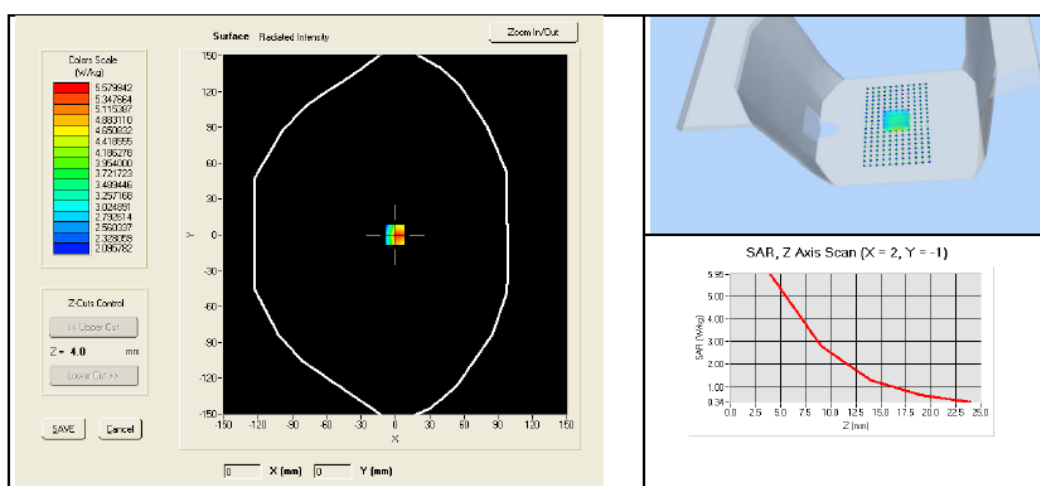 Surface Radiated Intensity
Zoom In/Out
Colors Scale
(W/kg)
5.579942
5.347664
5.115387
4.883110
4.650832
4.418555
4.186278
3.954000
3.721723
3.489446
3.257168
3.024891
2.792614
2.560337
2.328059
2.095782
Z-Cuts Control
<< Upper Cut
Z= 4.0 mm
Lower Cut >>
SAVE
Cancel
150
120
90
60
30
0
-30
-60
-90
-120
-150
Y
-150 -120 -90 -60 -30 0 30 60 90 120 150
X
0 X (mm) 0 Y (mm)
SAR, Z Axis Scan (X = 2, Y = -1)
5.95
5.00
4.00
3.00
2.00
1.00
0.34
SAR (W/kg)
0.0 2.5 5.0 7.5 10.0 12.5 15.0 17.5 20.0 22.5 25.0
Z (mm)